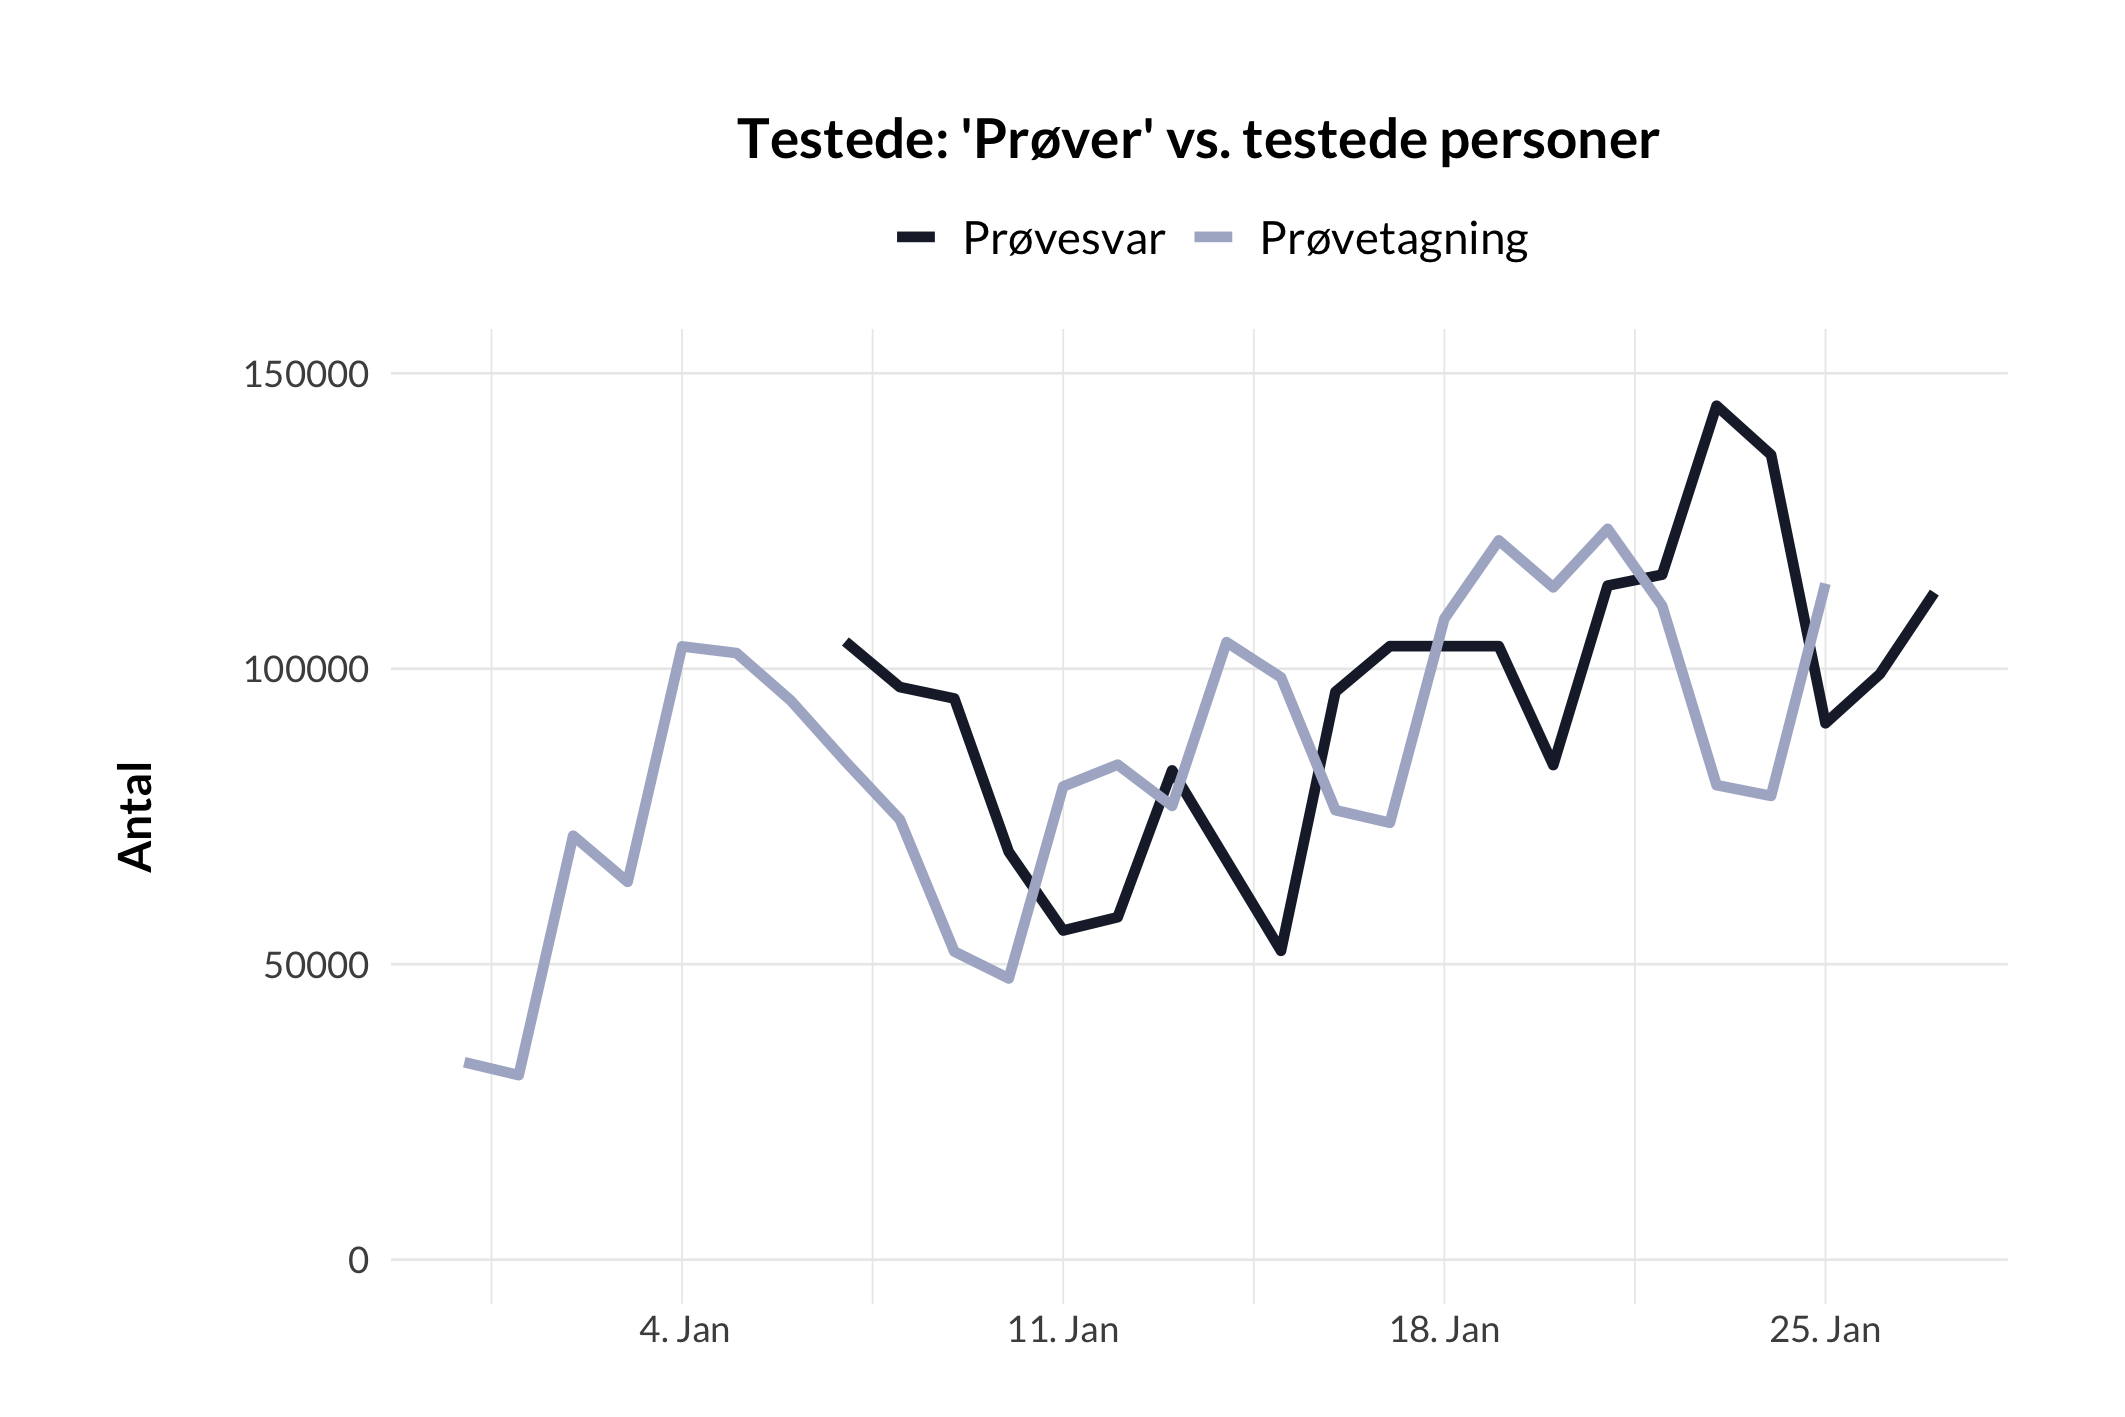 Testede: 'Prøver' vs. testede personer
Prøvesvar Prøvetagning
150000
100000
50000
0
Antal
4. Jan 11. Jan 18. Jan 25. Jan